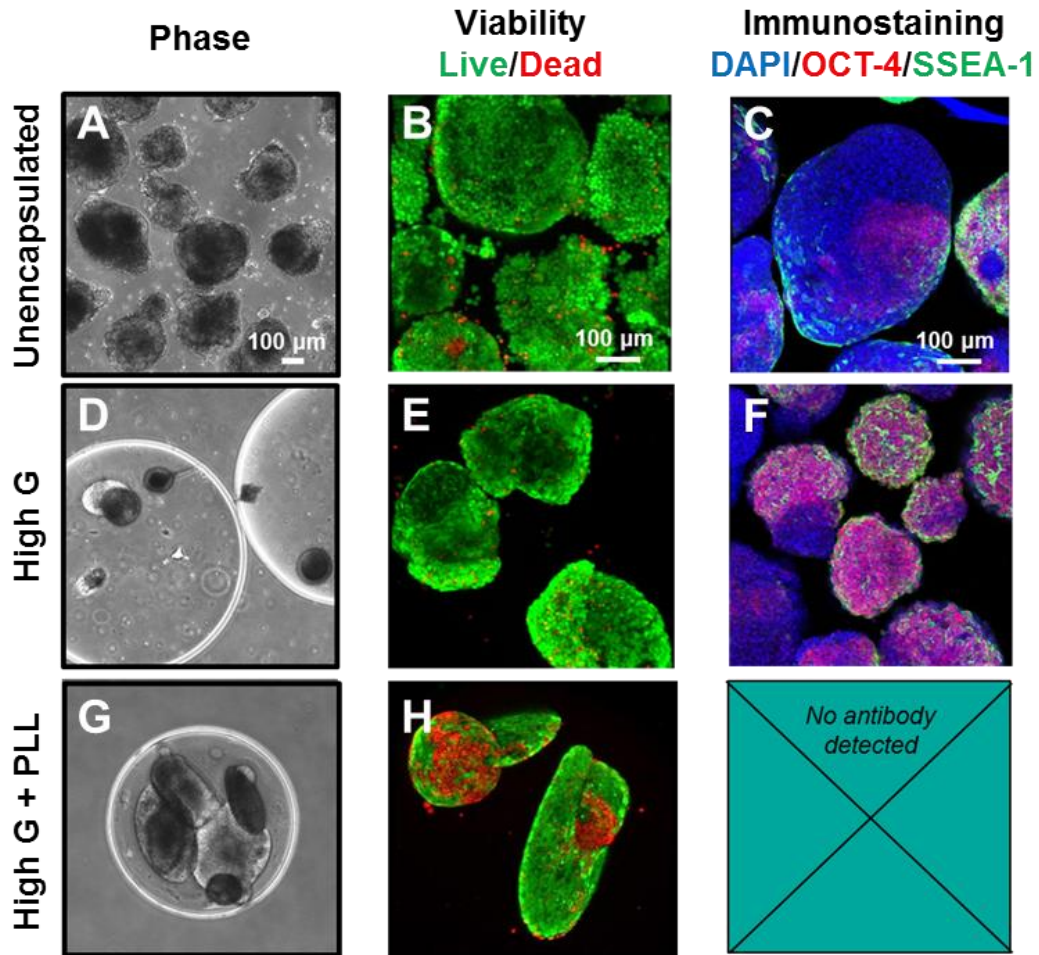 Phase
Viability
Live/Dead
Immunostaining
DAPI/OCT-4/SSEA-1
Unencapsulated
A
100 µm
B
100 µm
C
100 µm
High G
D
E
F
High G + PLL
G
H
No antibody
detected